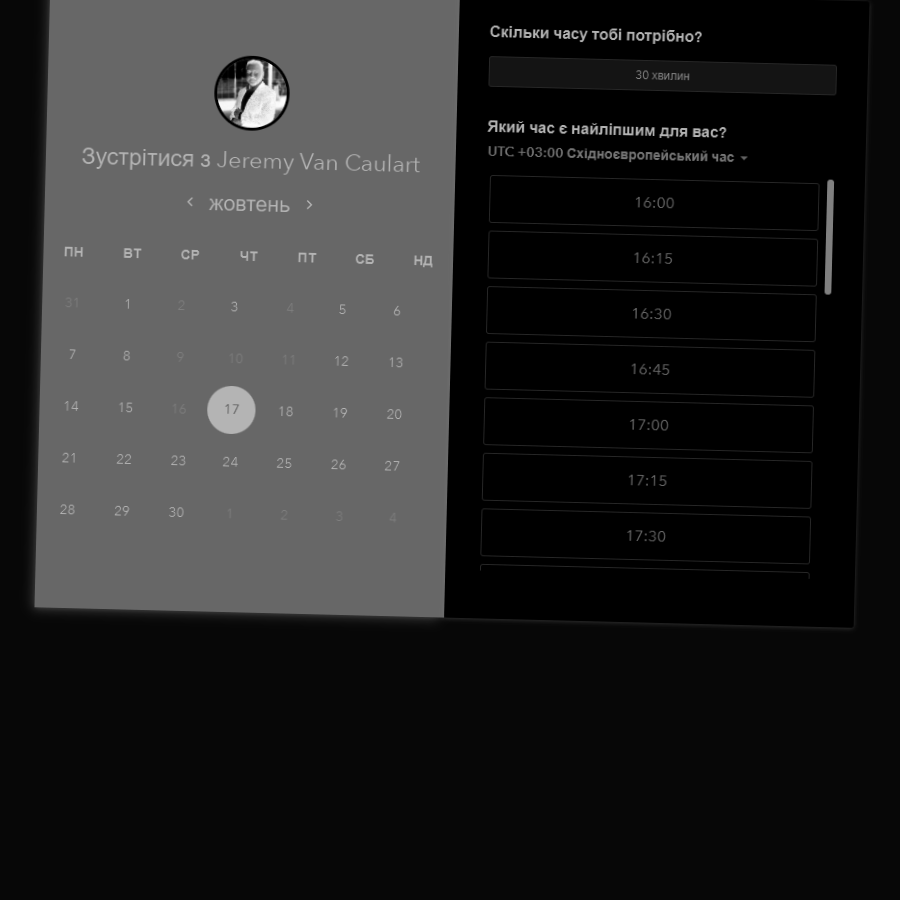 Зустрітися з Jeremy Van Caulart
жовтень
ПН ВТ СР ЧТ ПТ СБ НД
31 1 2 3 4 5 6
7 8 9 10 11 12 13
14 15 16 17 18 19 20
21 22 23 24 25 26 27
28 29 30 1 2 3 4
Скільки часу тобі потрібно?
30 хвилин
Який час є найліпшим для вас?
UTC +03:00 Східноєвропейський час
16:00
16:15
16:30
16:45
17:00
17:15
17:30